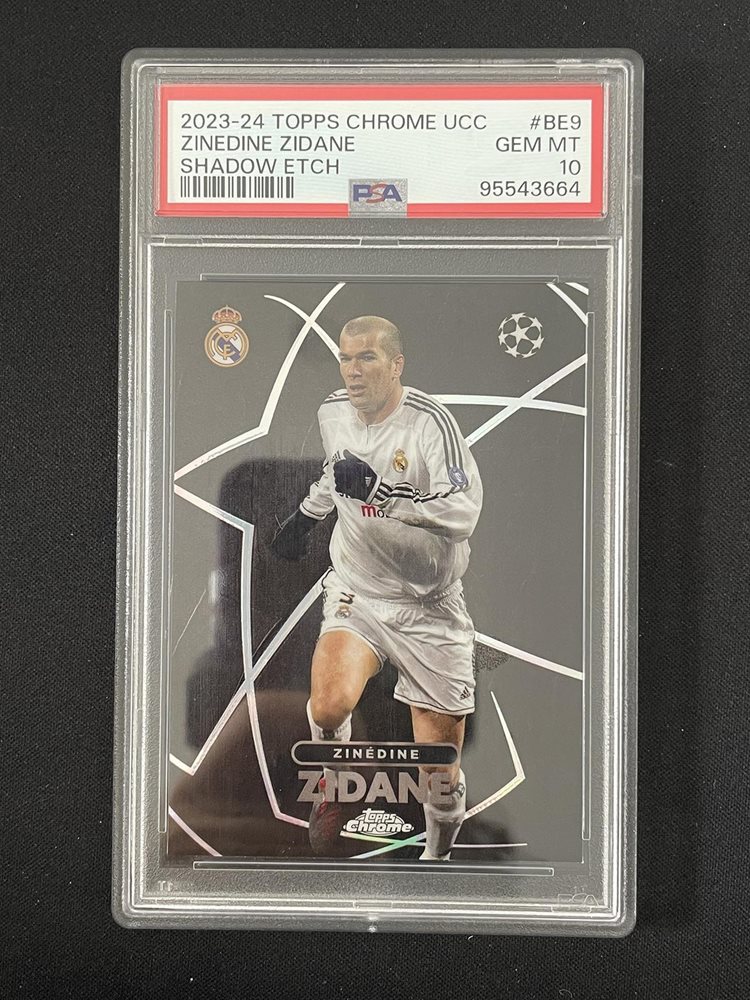 2023-24 TOPPS CHROME UCC #BE9
ZINEDINE ZIDANE GEM MT
SHADOW ETCH 10
PSA 95543664
ZINÉDINE
ZIDANE
Topps
Chrome